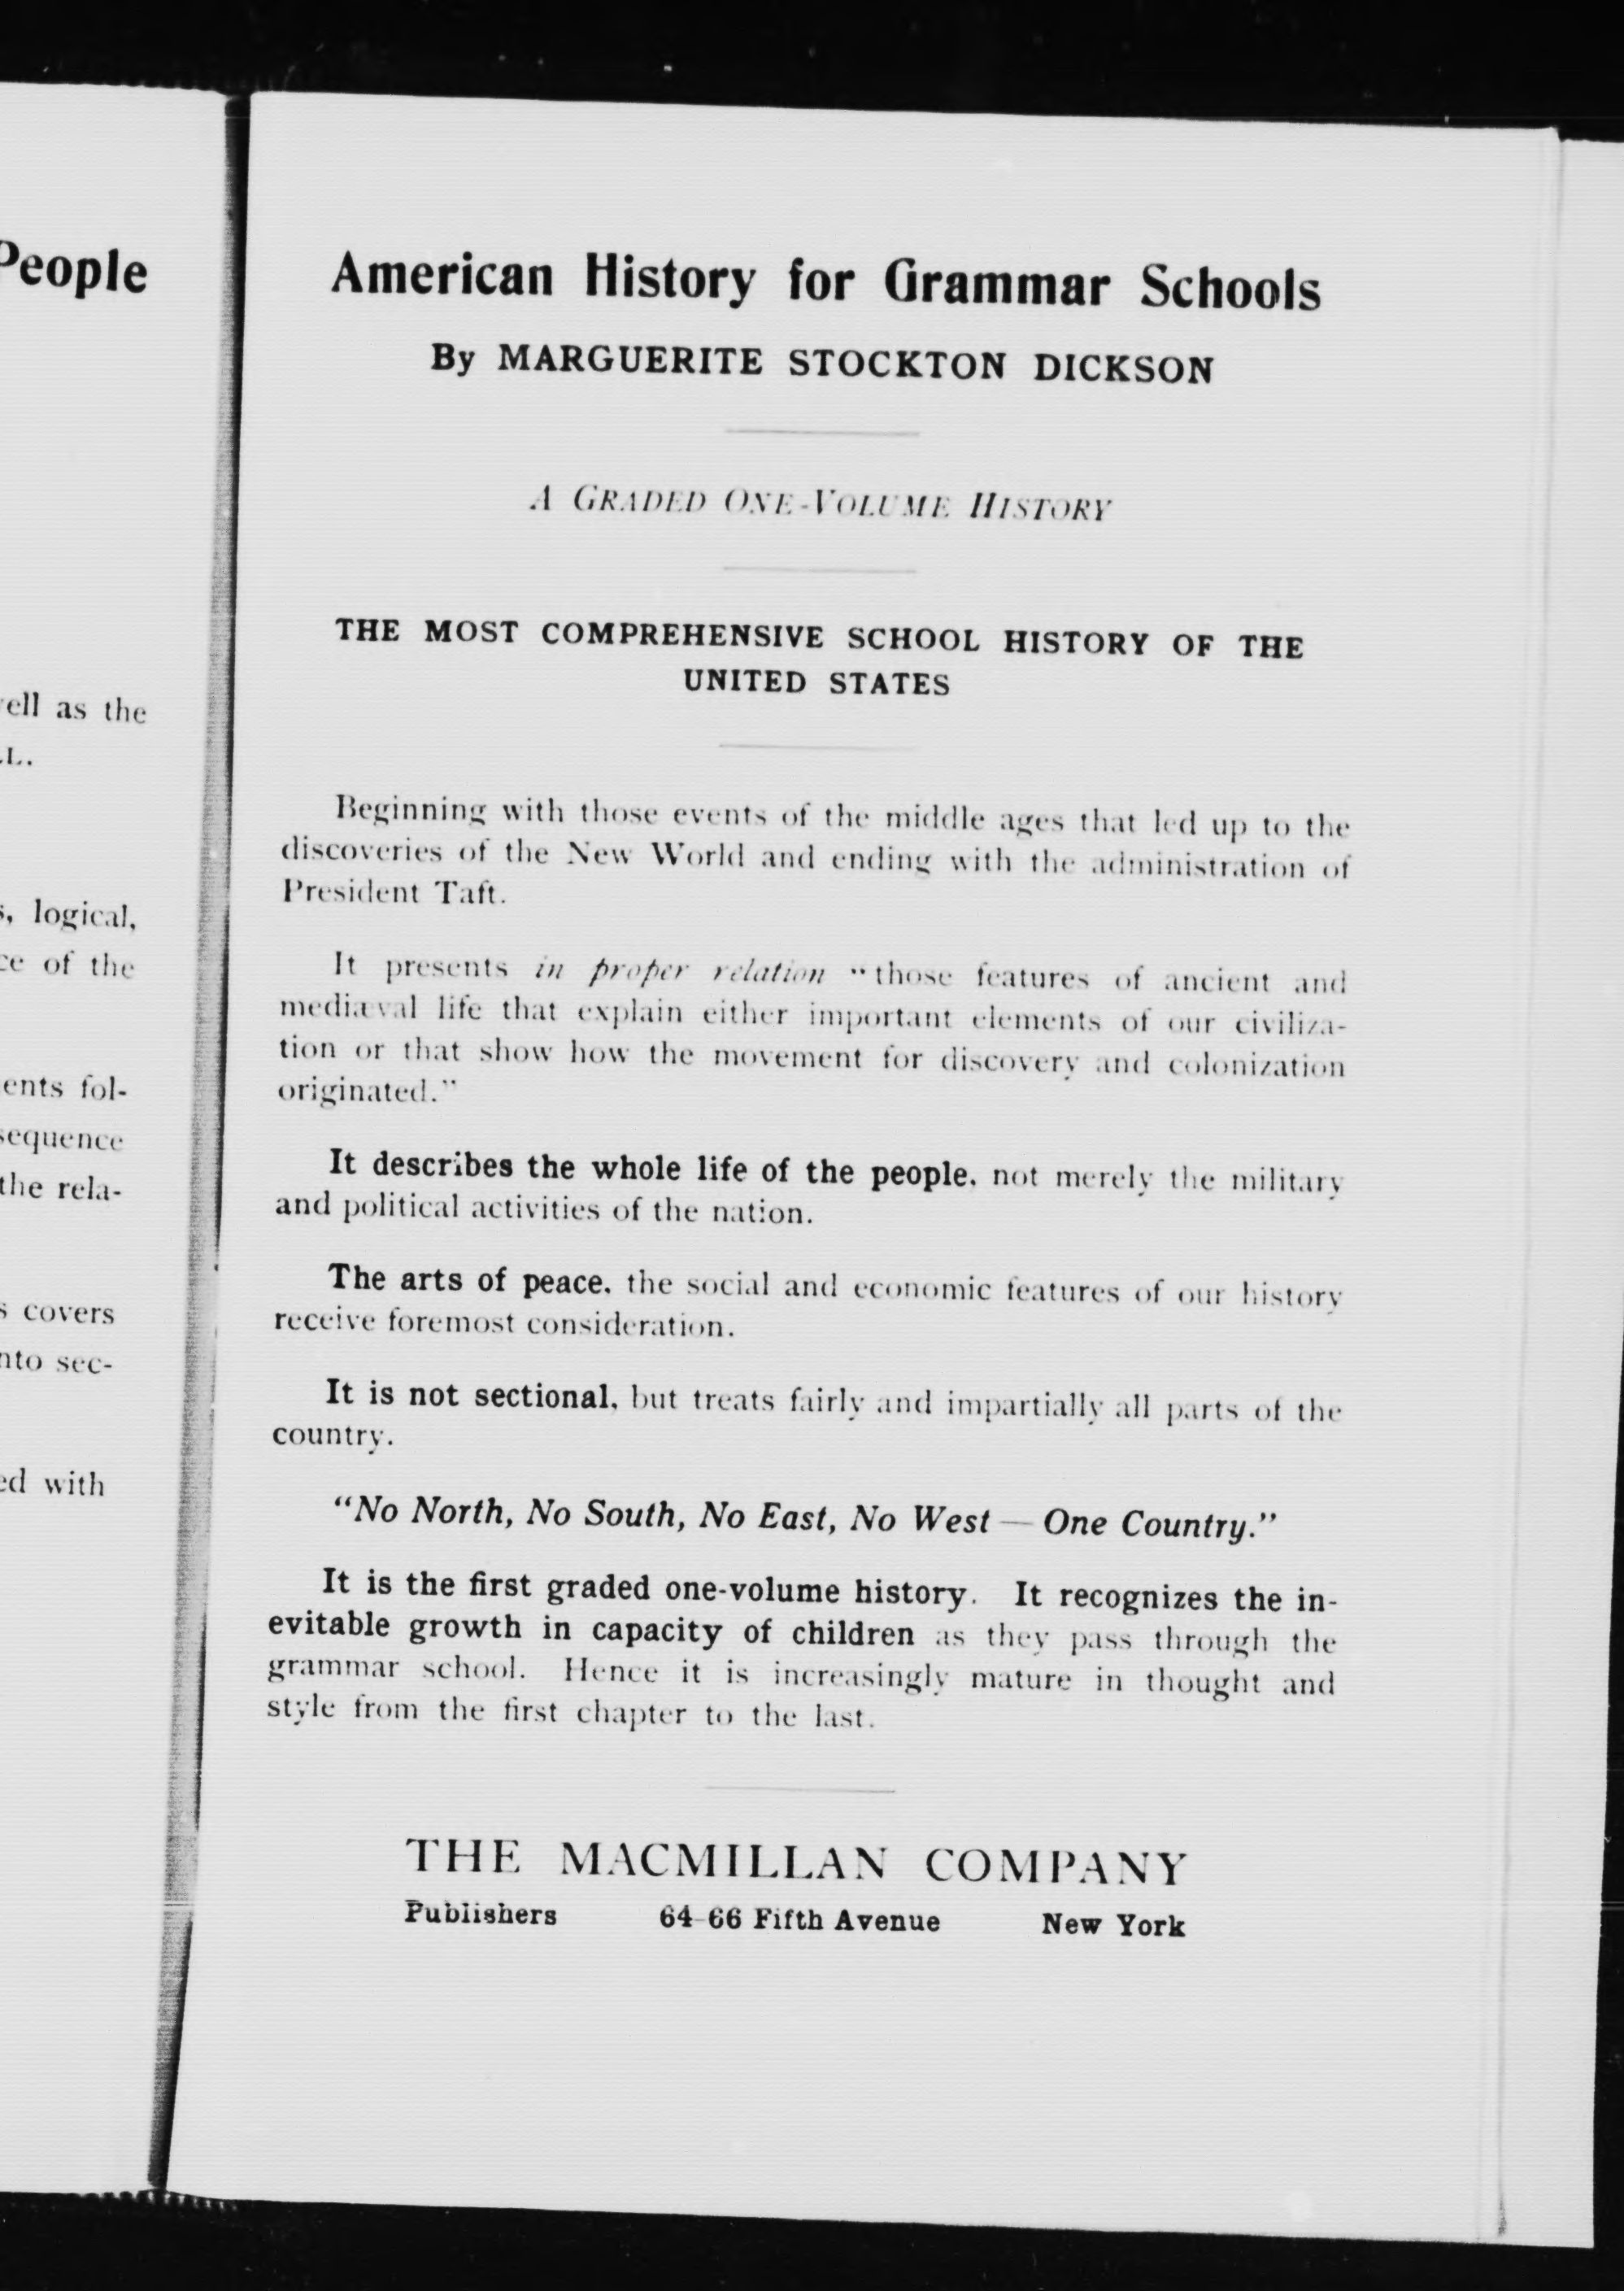 People
ell as the
L.
, logical,
ce of the
ents fol-
sequence
the rela-
s covers
nto sec-
ed with
American History for Grammar Schools
By MARGUERITE STOCKTON DICKSON
A GRADED ONE-VOLUME HISTORY
THE MOST COMPREHENSIVE SCHOOL HISTORY OF THE
UNITED STATES
Beginning with those events of the middle ages that led up to the
discoveries of the New World and ending with the administration of
President Taft.
It presents in proper relation "those features of ancient and
mediæval life that explain either important elements of our civiliza-
tion or that show how the movement for discovery and colonization
originated."
It describes the whole life of the people, not merely the military
and political activities of the nation.
The arts of peace, the social and economic features of our history
receive foremost consideration.
It is not sectional, but treats fairly and impartially all parts of the
country.
"No North, No South, No East, No West — One Country."
It is the first graded one-volume history. It recognizes the in-
evitable growth in capacity of children as they pass through the
grammar school. Hence it is increasingly mature in thought and
style from the first chapter to the last.
THE MACMILLAN COMPANY
Publishers 64-66 Fifth Avenue New York